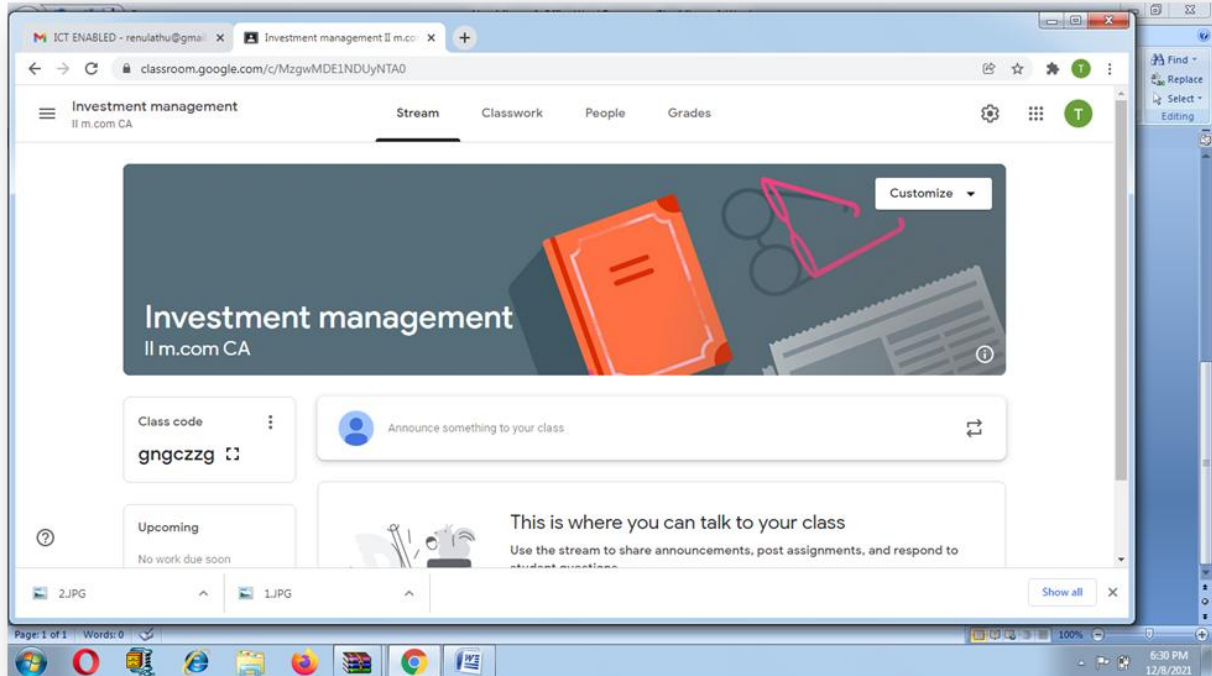 ICT ENABLED - renulathu@gmail
Investment management II m.co
classroom.google.com/c/MzgwMDE1NDUyNTA0
T
Find
Replace
Select
Editing
Investment management
II m.com CA
Stream
Classwork
People
Grades
T
Customize
Investment management
II m.com CA
Class code
gngczzg
Announce something to your class
Upcoming
No work due soon
This is where you can talk to your class
Use the stream to share announcements, post assignments, and respond to
student questions
2.JPG
1.JPG
Show all
Page: 1 of 1 Words: 0
100%
6:30 PM
12/8/2021